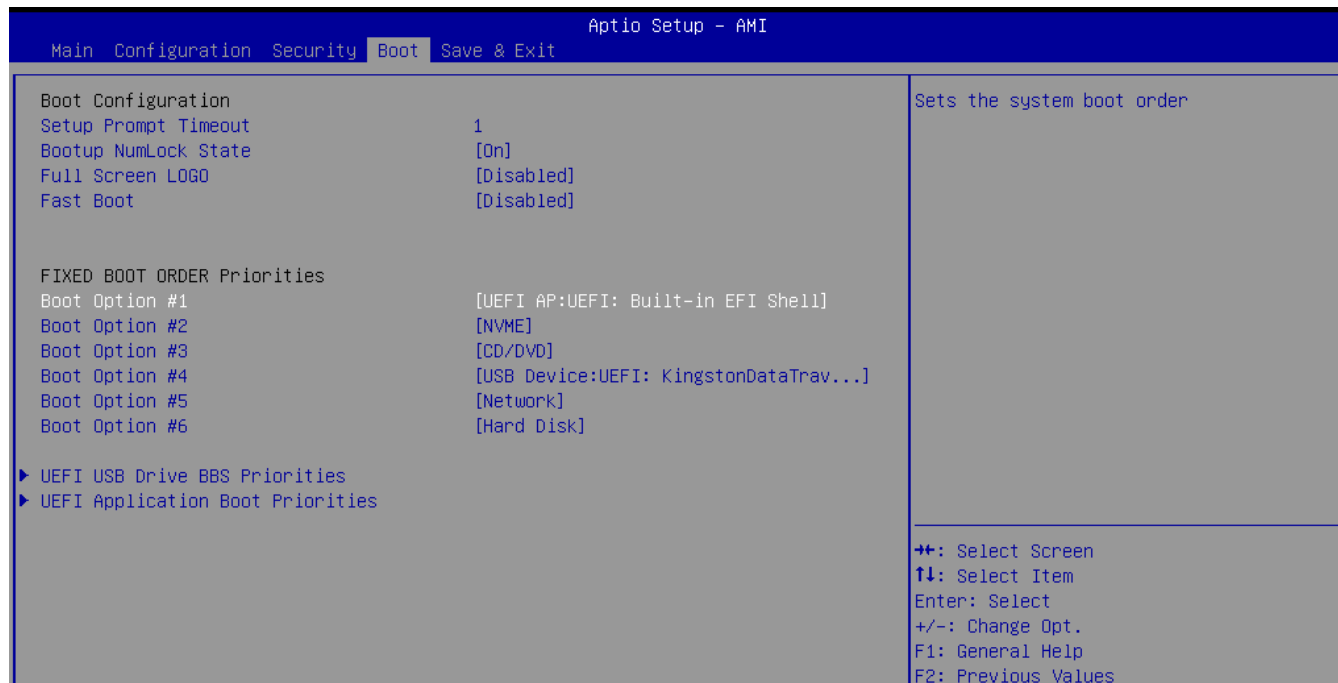 Aptio Setup – AMI
Main Configuration Security Boot Save & Exit
Boot Configuration
Setup Prompt Timeout 1
Bootup NumLock State [On]
Full Screen LOGO [Disabled]
Fast Boot [Disabled]
FIXED BOOT ORDER Priorities
Boot Option #1 [UEFI AP:UEFI: Built-in EFI Shell]
Boot Option #2 [NVME]
Boot Option #3 [CD/DVD]
Boot Option #4 [USB Device:UEFI: KingstonDataTrav...]
Boot Option #5 [Network]
Boot Option #6 [Hard Disk]
UEFI USB Drive BBS Priorities
UEFI Application Boot Priorities
Sets the system boot order
→←: Select Screen
↑↓: Select Item
Enter: Select
+/-: Change Opt.
F1: General Help
F2: Previous Values